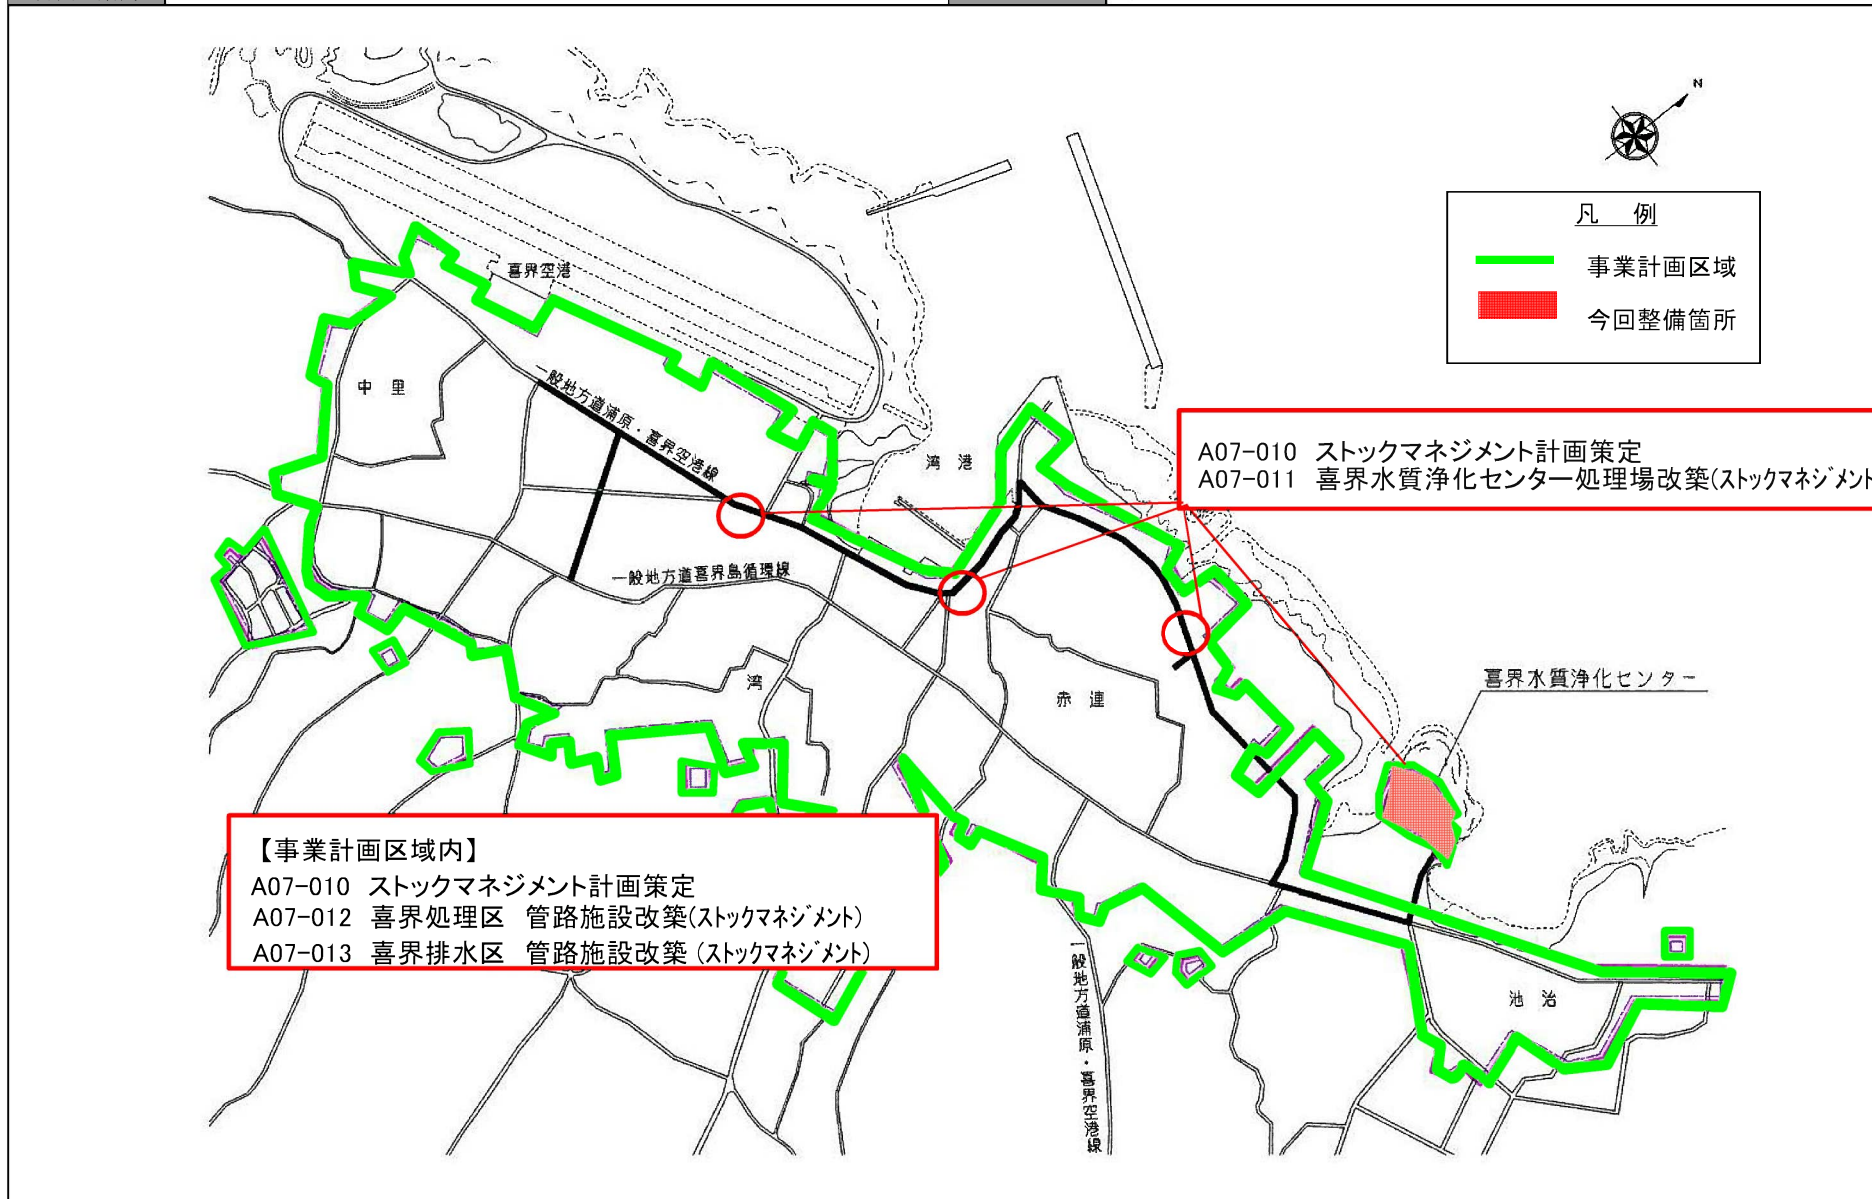 N
凡 例
事業計画区域
今回整備箇所
喜界空港
中里
一般地方道浦原・喜界空港線
湾港
A07-010 ストックマネジメント計画策定
A07-011 喜界水質浄化センター処理場改築(ストックマネジメント
一般地方道喜界島循環線
湾
赤連
喜界水質浄化センター
【事業計画区域内】
A07-010 ストックマネジメント計画策定
A07-012 喜界処理区 管路施設改築(ストックマネジメント)
A07-013 喜界排水区 管路施設改築(ストックマネジメント)
一般地方道浦原・喜界空港線
池治